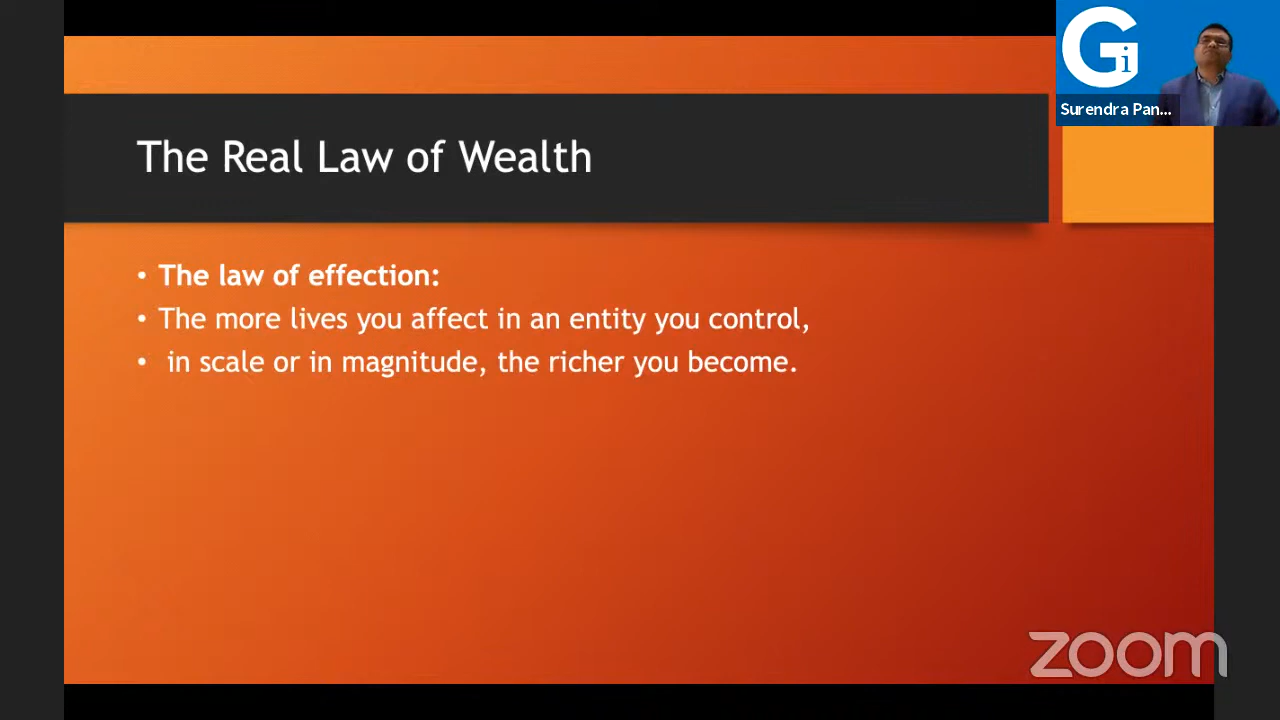 Gi
Surendra Pan...
The Real Law of Wealth
• The law of effection:
• The more lives you affect in an entity you control,
• in scale or in magnitude, the richer you become.
zoom